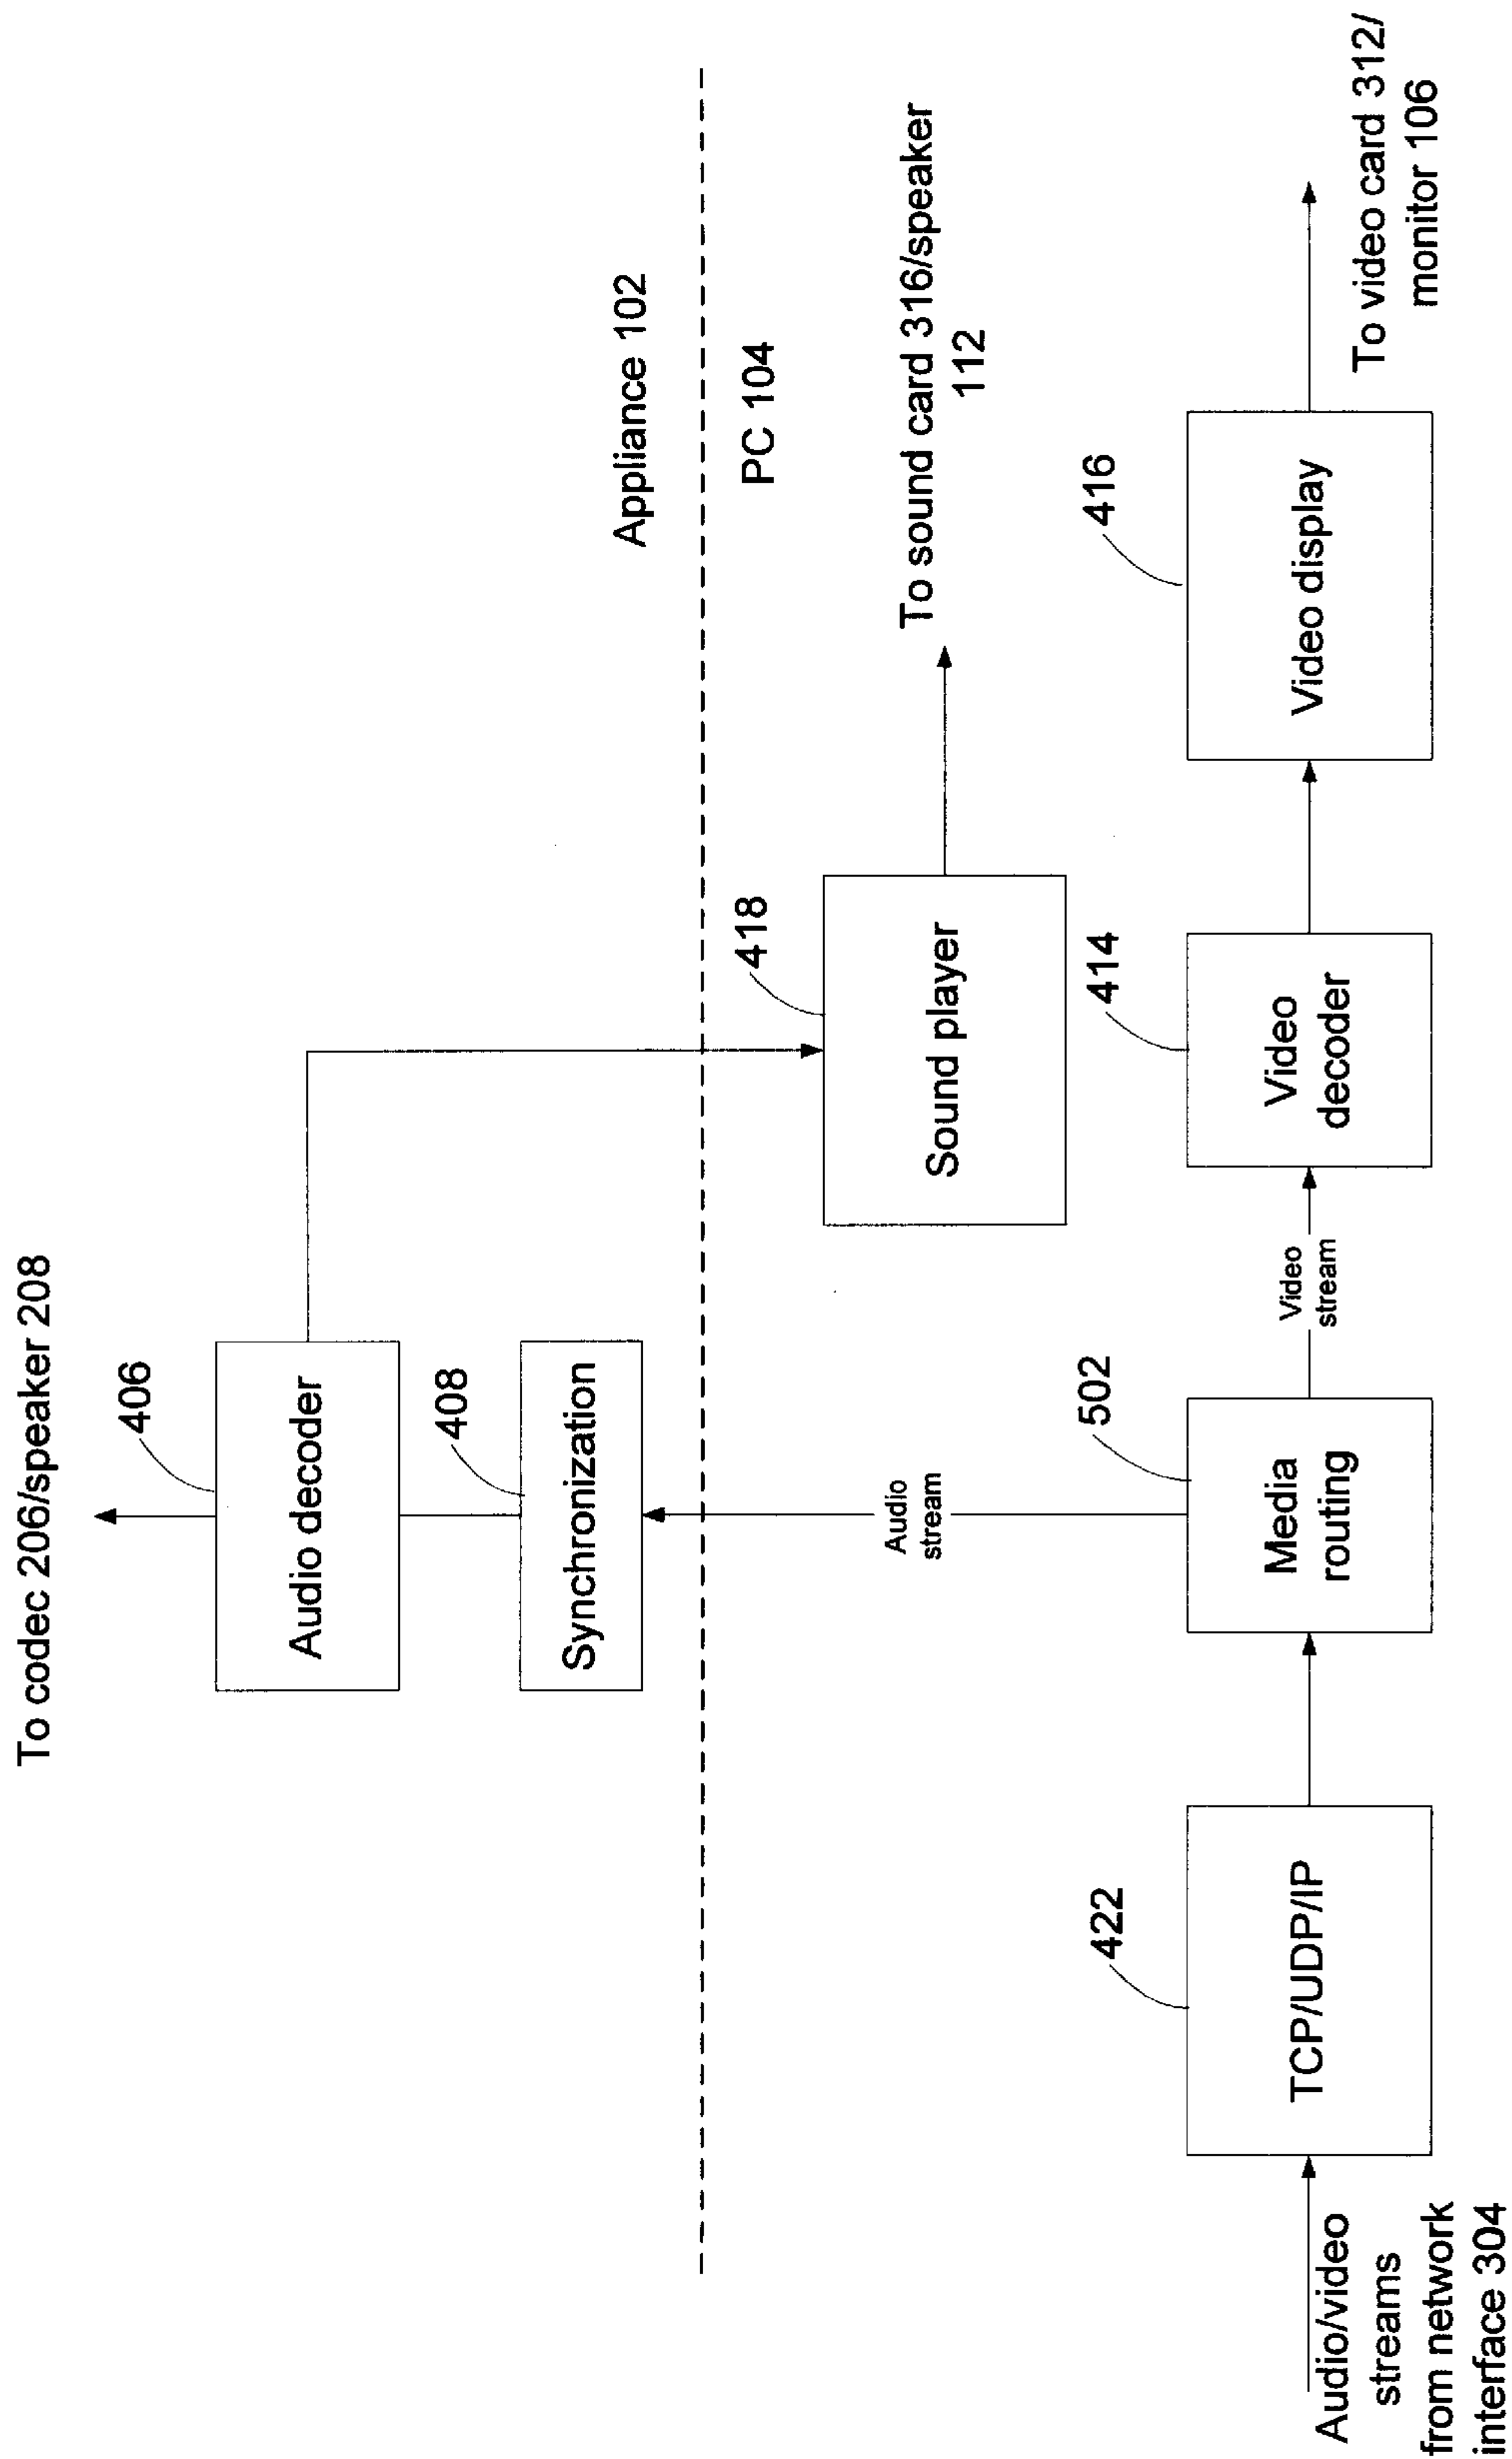 To codec 206/speaker 208
406
Audio decoder
408
Synchronization
Appliance 102
PC 104
418
Sound player
To sound card 316/speaker
112
Audio
stream
422
TCP/UDP/IP
502
Media
routing
Video
stream
414
Video
decoder
416
Video display
Audio/video
streams
from network
interface 304
To video card 312/
monitor 106